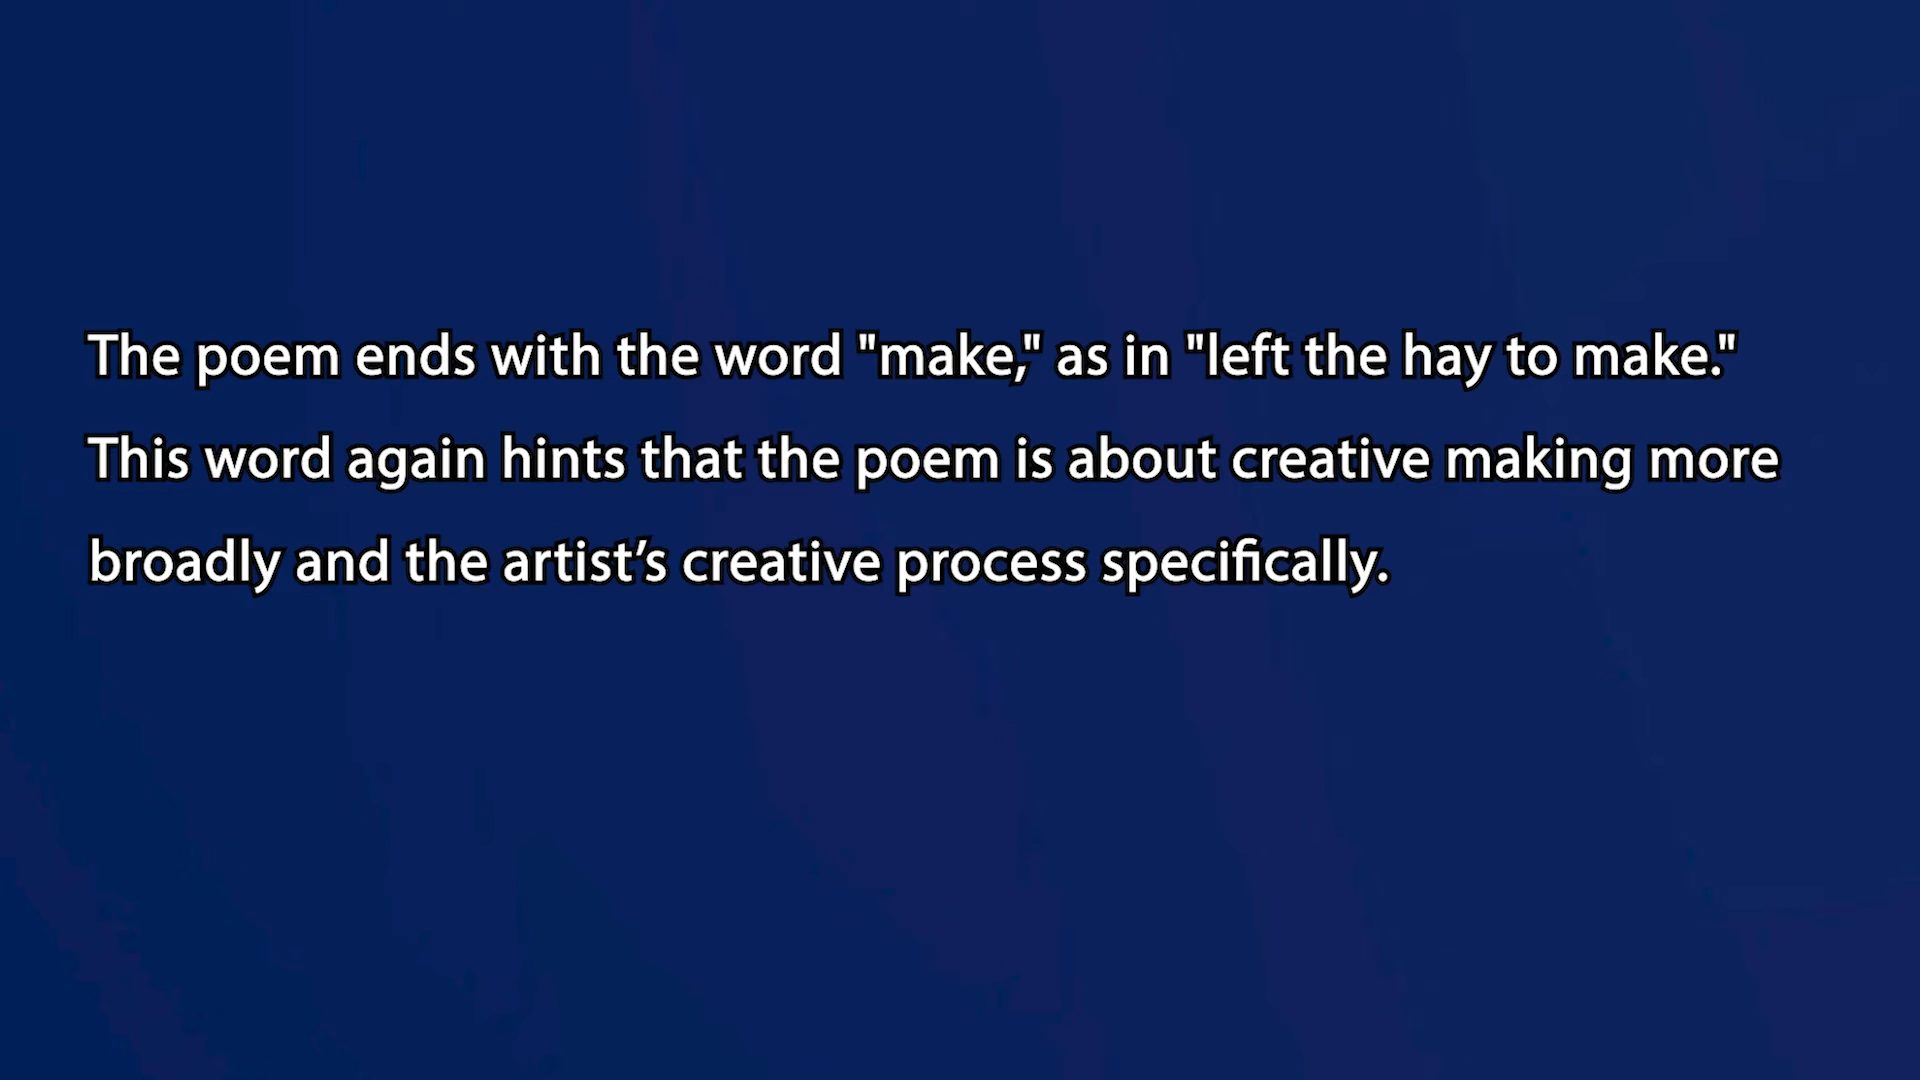 The poem ends with the word "make," as in "left the hay to make."
This word again hints that the poem is about creative making more
broadly and the artist’s creative process specifically.